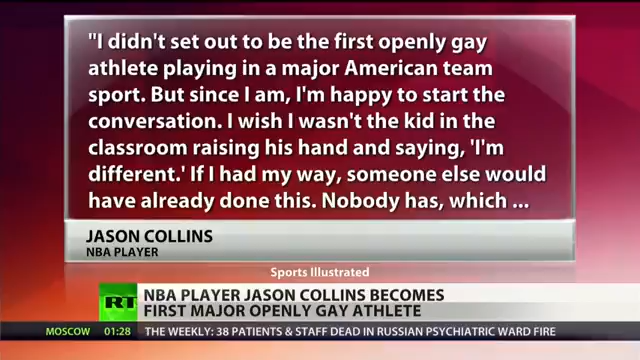 "I didn't set out to be the first openly gay
athlete playing in a major American team
sport. But since I am, I'm happy to start the
conversation. I wish I wasn't the kid in the
classroom raising his hand and saying, 'I'm
different.' If I had my way, someone else would
have already done this. Nobody has, which ...
JASON COLLINS
NBA PLAYER
Sports Illustrated
RT
NBA PLAYER JASON COLLINS BECOMES
FIRST MAJOR OPENLY GAY ATHLETE
MOSCOW 01:28 THE WEEKLY: 38 PATIENTS & STAFF DEAD IN RUSSIAN PSYCHIATRIC WARD FIRE